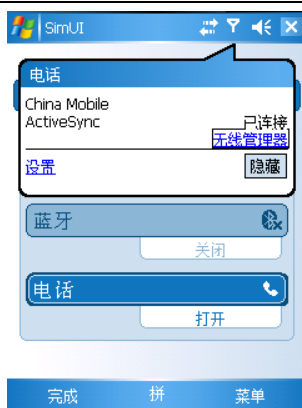 SimUI
电话
China Mobile
ActiveSync 已连接
无线管理器
设置 隐藏
蓝牙
关闭
电话
打开
完成 拼 菜单